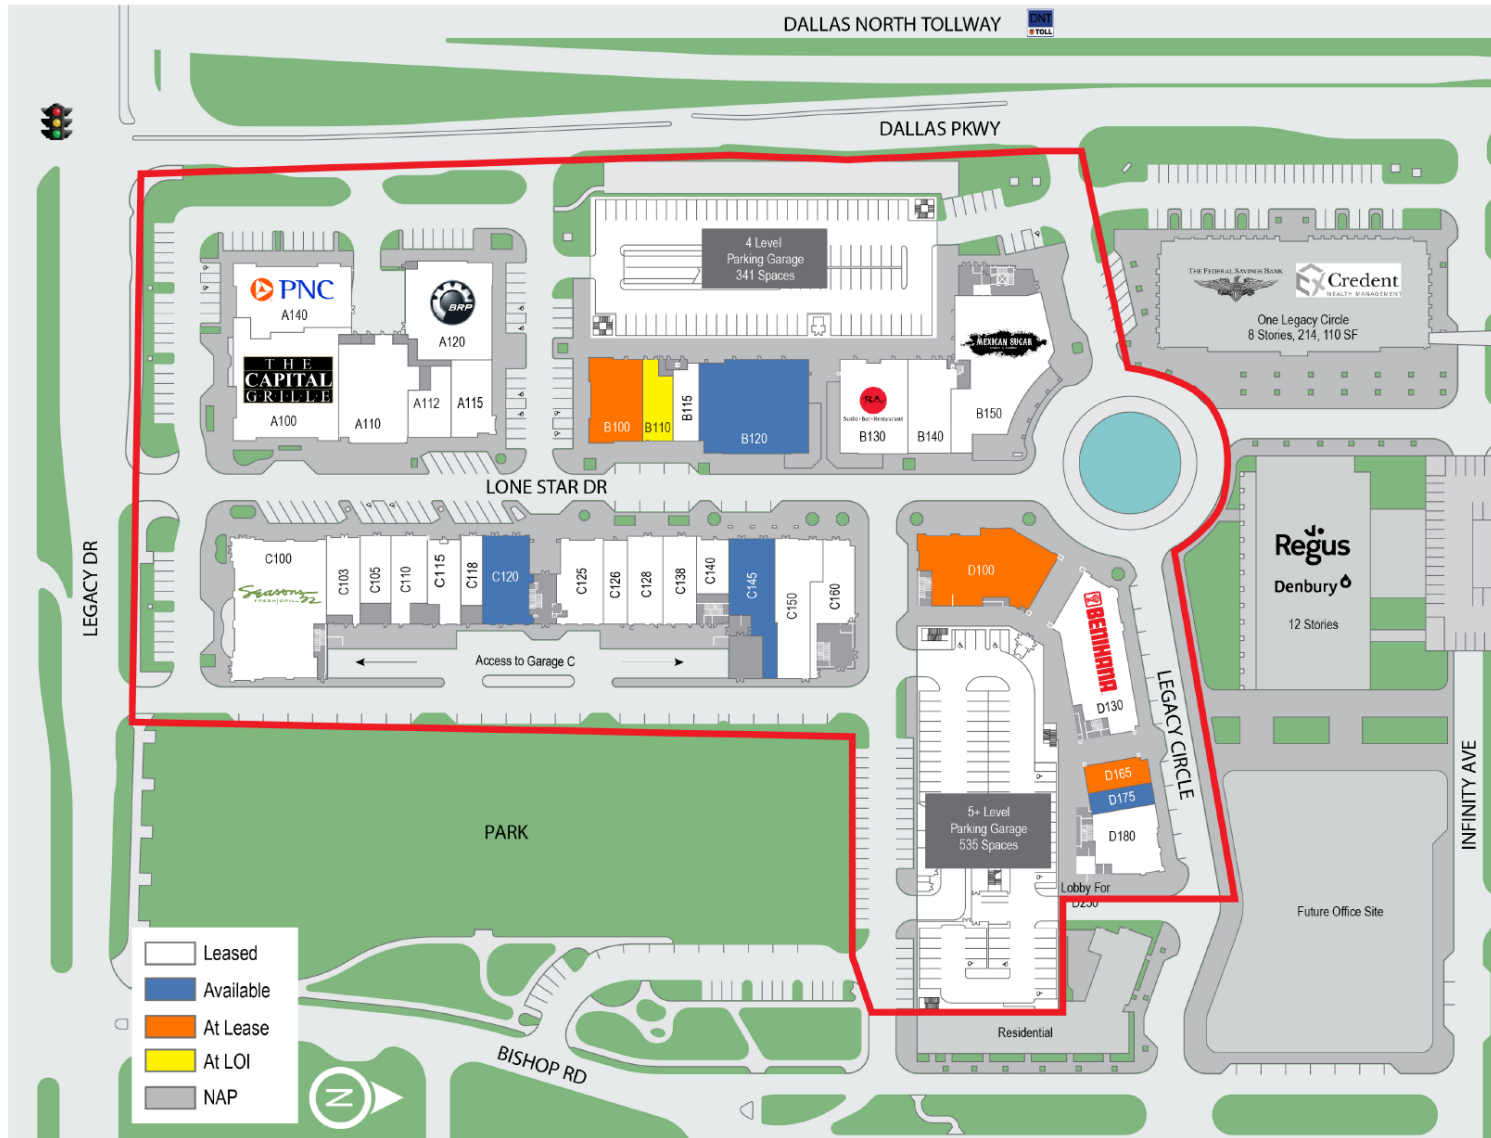 DALLAS NORTH TOLLWAY
DNT
TOLL
DALLAS PKWY
4 Level
Parking Garage
341 Spaces
PNC
A140
BRP
A120
THE
CAPITAL
GRILLE
A100
A110
A112
A115
B100
B110
B115
B120
RA
Sushi·Bar·Restaurant
B130
B140
MEXICAN SUGAR
B150
THE FEDERAL SAVINGS BANK
Credent
WEALTH MANAGEMENT
One Legacy Circle
8 Stories, 214, 110 SF
LONE STAR DR
LEGACY DR
C100
Seasons 52
FRESH GRILL
C103
C105
C110
C115
C118
C120
C125
C126
C128
C138
C140
C145
C150
C160
Access to Garage C
D100
BENIHANA
D130
LEGACY CIRCLE
Regus
Denbury
12 Stories
INFINITY AVE
D165
D175
D180
5+ Level
Parking Garage
535 Spaces
Lobby For
D250
PARK
Future Office Site
Residential
BISHOP RD
Leased
Available
At Lease
At LOI
NAP
N